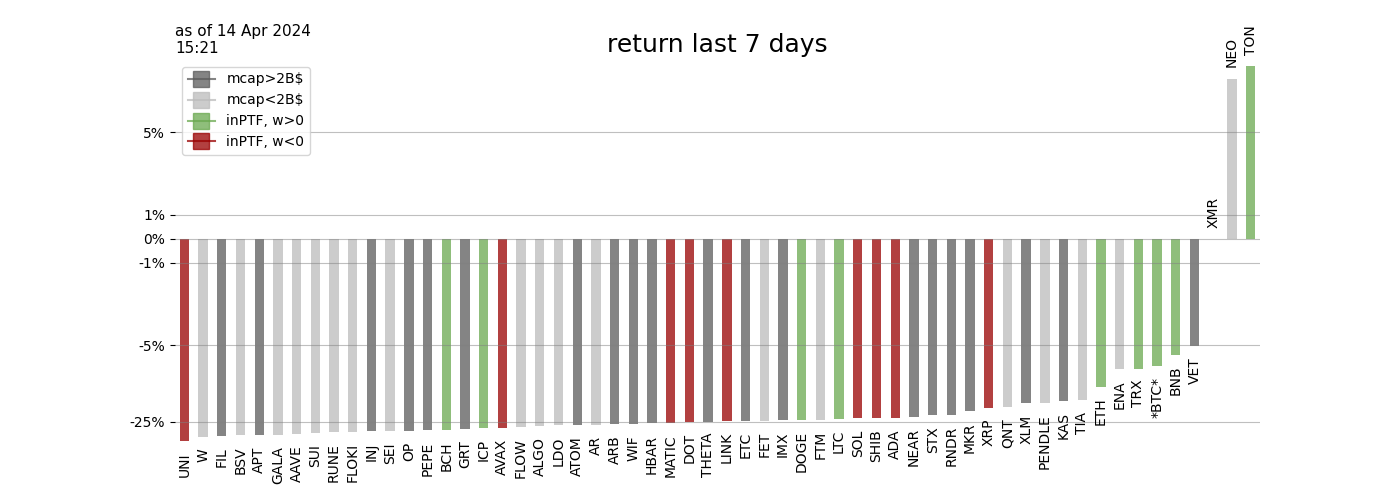 as of 14 Apr 2024
15:21
return last 7 days
mcap>2B$
mcap<2B$
inPTF, w>0
inPTF, w<0
5%
1%
0%
-1%
-5%
-25%
UNI
W
FIL
BSV
APT
GALA
AAVE
SUI
RUNE
FLOKI
INJ
SEI
OP
PEPE
BCH
GRT
ICP
AVAX
FLOW
ALGO
LDO
ATOM
AR
ARB
WIF
HBAR
MATIC
DOT
THETA
LINK
ETC
FET
IMX
DOGE
FTM
LTC
SOL
SHIB
ADA
NEAR
STX
RNDR
MKR
XRP
QNT
XLM
PENDLE
KAS
TIA
ETH
ENA
TRX
*BTC*
BNB
VET
XMR
NEO
TON